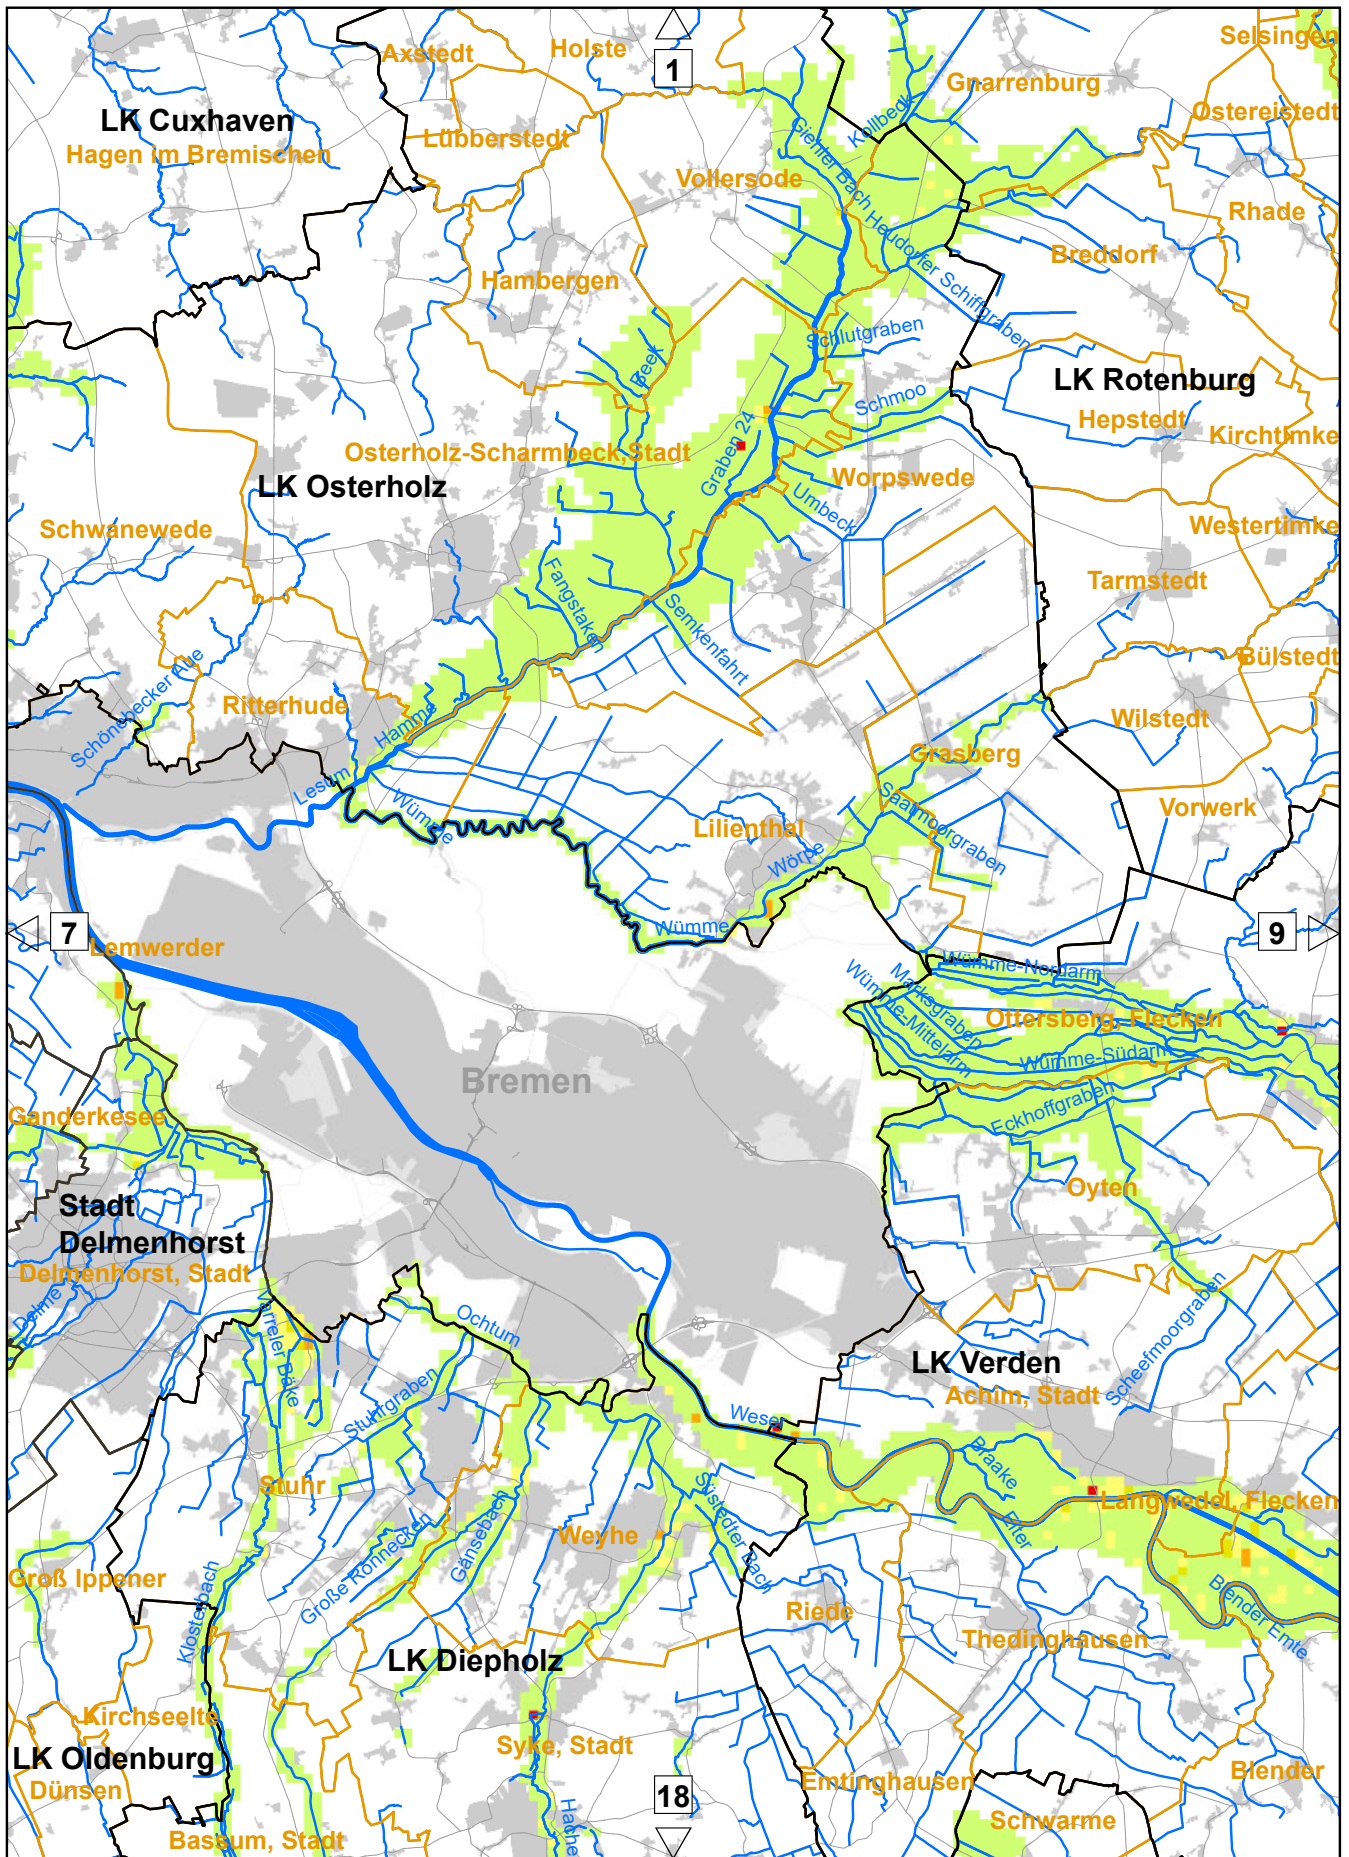 Axstedt
Holste
1
Selsingen
Gnarrenburg
Ostereistedt
LK Cuxhaven
Hagen im Bremischen
Lübberstedt
Kollbeck
Giehler Bach
Vollersode
Rhade
Breddorf
Heudorfer Schiffgraben
Hambergen
Schlutgraben
Beek
LK Rotenburg
Schmoo
Hepstedt
Kirchtimke
Graben 24
Osterholz-Scharmbeck,Stadt
LK Osterholz
Worpswede
Umbeck
Schwanewede
Westertimke
Tarmstedt
Fangstaken
Semkenfahrt
Bülstedt
Schönebecker Aue
Ritterhude
Hamme
Wilstedt
Grasberg
Lesum
Wümme
Saatmoorgraben
Vorwerk
Lilienthal
Wörpe
Wümme
7
Lemwerder
9
Wümme-Nordarm
Marksgraben
Wümme-Mittelarm
Ottersberg, Flecken
Wümme-Südarm
Bremen
Eckhoffgraben
Ganderkesee
Oyten
Stadt
Delmenhorst
Delmenhorst, Stadt
Delme
Varreler Bäke
Ochtum
Scheefmoorgraben
LK Verden
Achim, Stadt
Stuhrgraben
Weser
Braake
Stuhr
Süstedter Bach
Langwedel, Flecken
Gänsebach
Weyhe
Eiter
Große Rönnecken
Groß Ippener
Klosterbach
Riede
Blender Emte
Thedinghausen
LK Diepholz
Kirchseelte
Syke, Stadt
LK Oldenburg
Dünsen
Emtinghausen
Blender
18
Hache
Schwarme
Bassum, Stadt